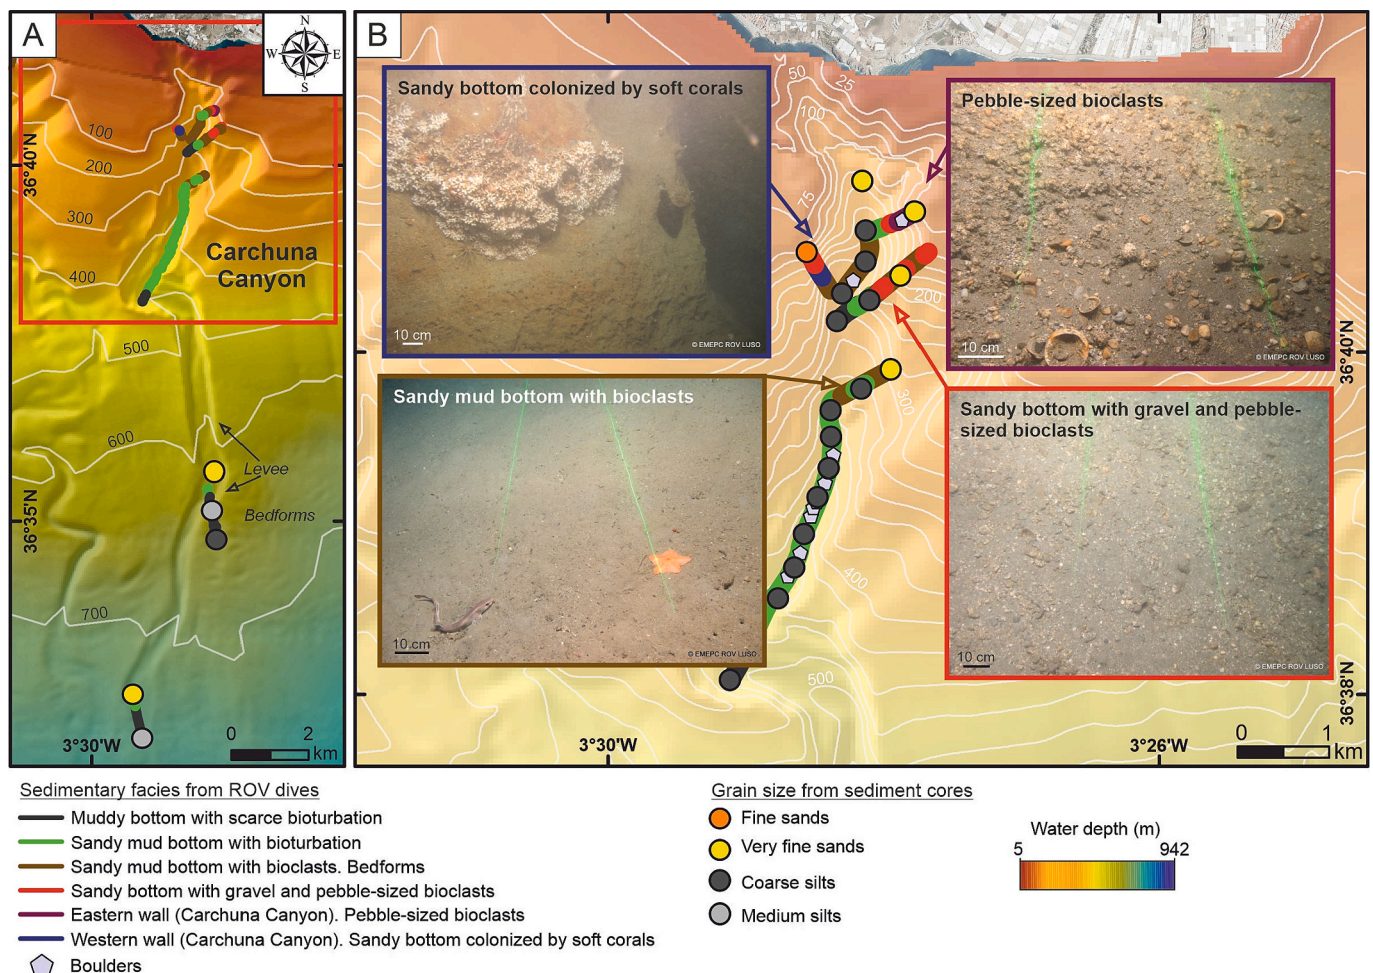 A
N
W
E
S
100
200
300
400
Carchuna
Canyon
500
600
Levee
Bedforms
700
36°40'N
36°35'N
3°30'W
0 2
km
B
50
25
100
75
200
300
400
500
Sandy bottom colonized by soft corals
10 cm
© EMEPC ROV LUSO
Pebble-sized bioclasts
10 cm
© EMEPC ROV LUSO
Sandy mud bottom with bioclasts
10 cm
© EMEPC ROV LUSO
Sandy bottom with gravel and pebble-
sized bioclasts
10 cm
© EMEPC ROV LUSO
36°40'N
36°38'N
3°30'W
3°26'W
0 1
km
Sedimentary facies from ROV dives
Muddy bottom with scarce bioturbation
Sandy mud bottom with bioturbation
Sandy mud bottom with bioclasts. Bedforms
Sandy bottom with gravel and pebble-sized bioclasts
Eastern wall (Carchuna Canyon). Pebble-sized bioclasts
Western wall (Carchuna Canyon). Sandy bottom colonized by soft corals
Boulders
Grain size from sediment cores
Fine sands
Very fine sands
Coarse silts
Medium silts
Water depth (m)
5 942